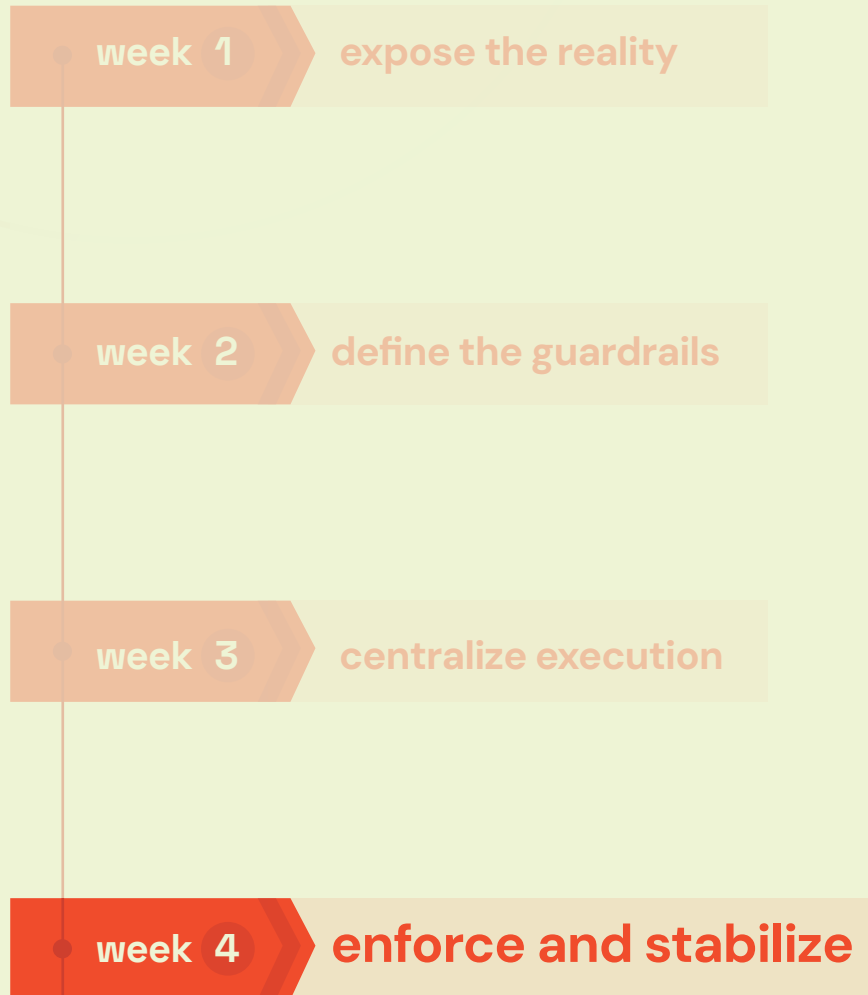 week 1 expose the reality
week 2 define the guardrails
week 3 centralize execution
week 4 enforce and stabilize